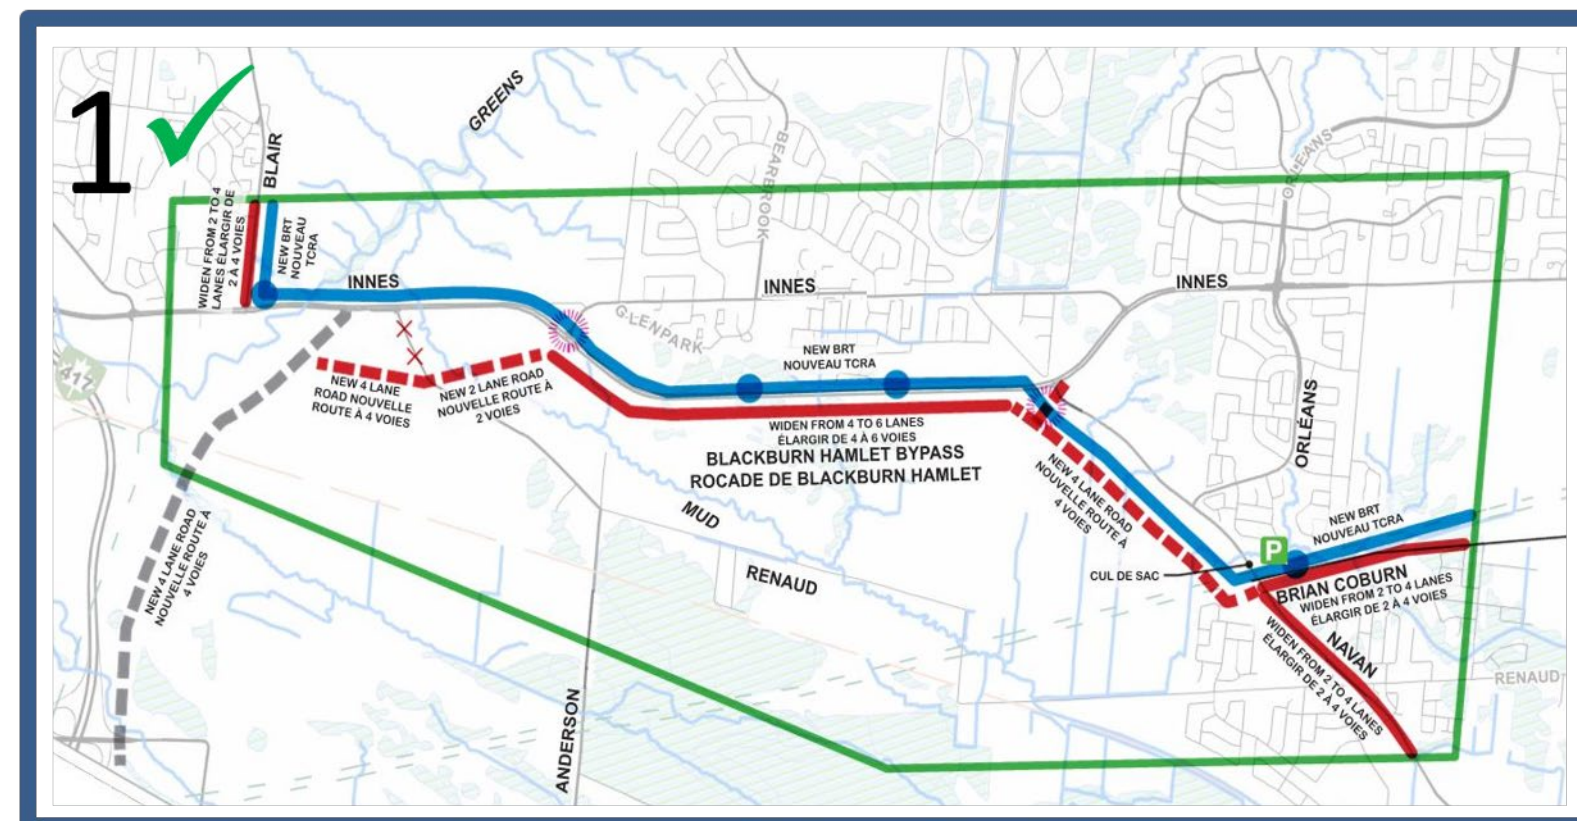 1
GREENS
BLAIR
BEARBROOK
ORLEANS
WIDEN FROM 2 TO 4
LANES ÉLARGIR DE
2 À 4 VOIES
NEW BRT
NOUVEAU
TCRA
INNES
INNES
INNES
GLENPARK
417
NEW BRT
NOUVEAU TCRA
NEW 4 LANE
ROAD NOUVELLE
ROUTE À 4 VOIES
NEW 2 LANE ROAD
NOUVELLE ROUTE À
2 VOIES
WIDEN FROM 4 TO 6 LANES
ÉLARGIR DE 4 À 6 VOIES
BLACKBURN HAMLET BYPASS
ROCADE DE BLACKBURN HAMLET
ORLÉANS
NEW 4 LANE ROAD
NOUVELLE ROUTE À
4 VOIES
NEW 4 LANE ROAD
NOUVELLE ROUTE À
4 VOIES
MUD
RENAUD
NEW BRT
NOUVEAU TCRA
P
CUL DE SAC
BRIAN COBURN
WIDEN FROM 2 TO 4 LANES
ÉLARGIR DE 2 À 4 VOIES
NAVAN
WIDEN FROM 2 TO 4 LANES
ÉLARGIR DE 2 À 4 VOIES
RENAUD
ANDERSON